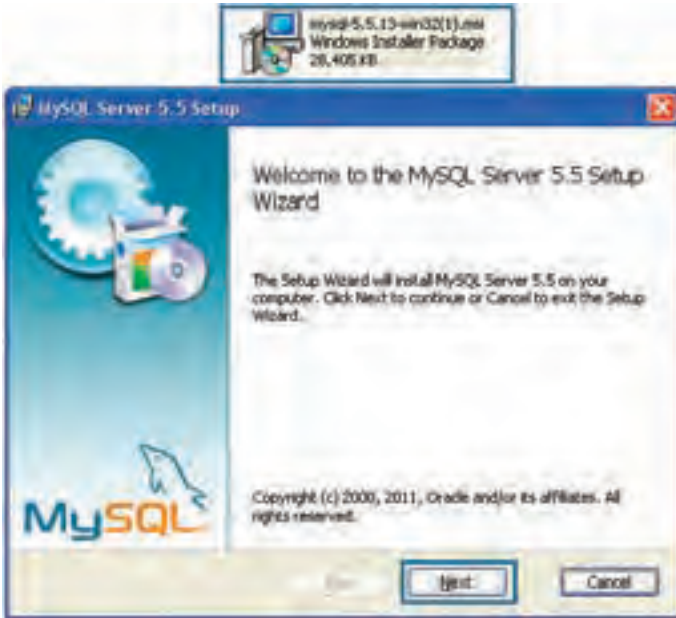 mysql-5.5.13-win32(1).msi
Windows Installer Package
28,405 KB
MySQL Server 5.5 Setup
Welcome to the MySQL Server 5.5 Setup
Wizard
The Setup Wizard will install MySQL Server 5.5 on your
computer. Click Next to continue or Cancel to exit the Setup
Wizard.
Copyright (c) 2000, 2011, Oracle and/or its affiliates. All
rights reserved.
MySQL
Next
Cancel